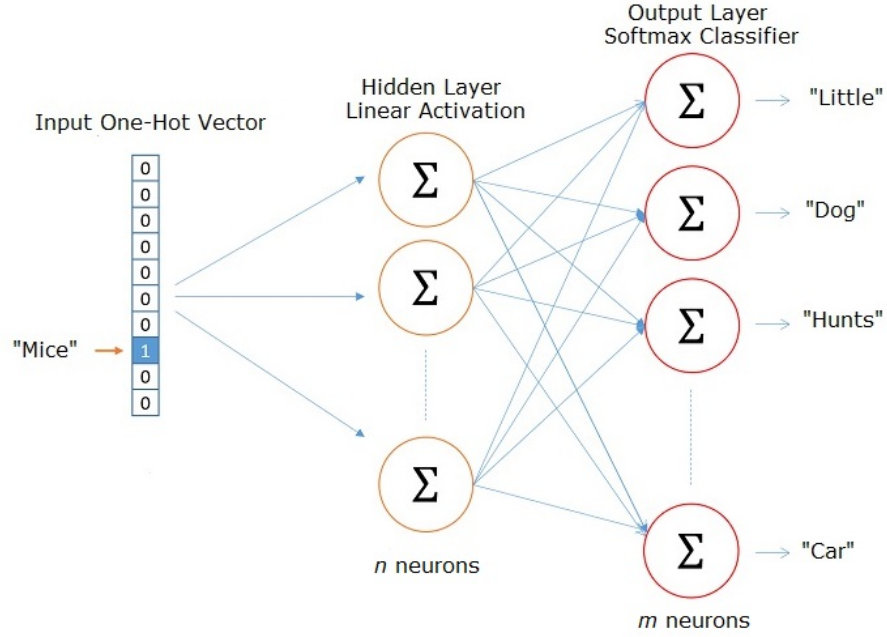 Output Layer
Softmax Classifier
Hidden Layer
Linear Activation
Input One-Hot Vector
0
0
0
0
0
0
0
"Mice"
1
0
0
Σ
Σ
Σ
n neurons
Σ
"Little"
Σ
"Dog"
Σ
"Hunts"
Σ
"Car"
m neurons